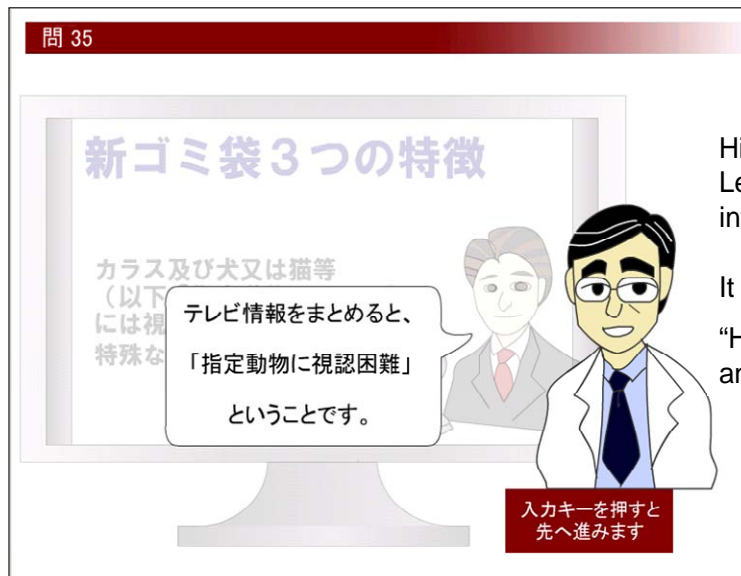 問 35
新ゴミ袋３つの特徴
カラス及び犬又は猫等
（以下
には視
特殊な
テレビ情報をまとめると、
「指定動物に視認困難」
ということです。
入力キーを押すと
先へ進みます
Hi
Le
in
It
“H
an